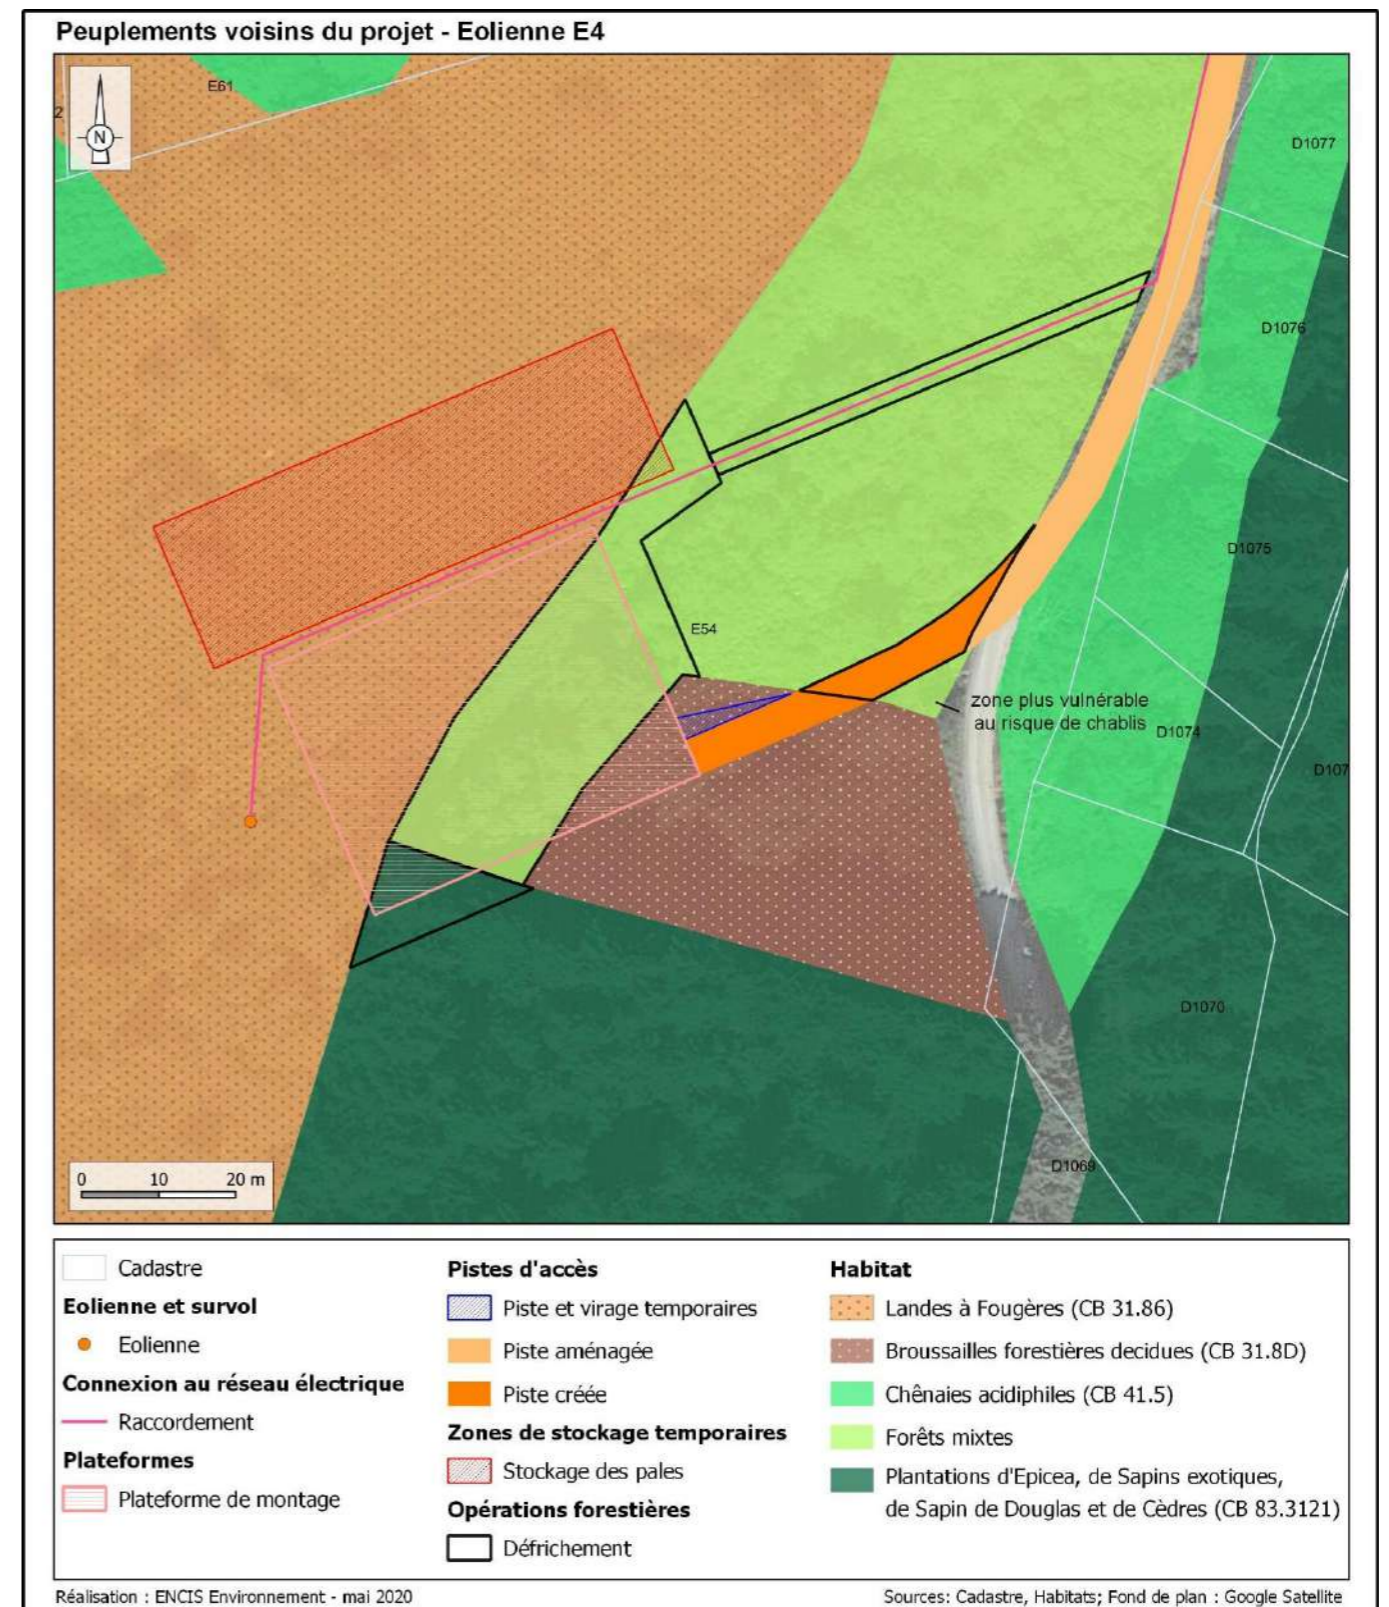 Peuplements voisins du projet - Eolienne E4
E61
2
N
D1077
D1076
D1075
E54
zone plus vulnérable
au risque de chablis
D1074
D107
D1070
D1069
0 10 20 m
Cadastre
Eolienne et survol
Eolienne
Connexion au réseau électrique
Raccordement
Plateformes
Plateforme de montage
Pistes d'accès
Piste et virage temporaires
Piste aménagée
Piste créée
Zones de stockage temporaires
Stockage des pales
Opérations forestières
Défrichement
Habitat
Landes à Fougères (CB 31.86)
Broussailles forestières decidues (CB 31.8D)
Chênaies acidiphiles (CB 41.5)
Forêts mixtes
Plantations d'Epicea, de Sapins exotiques,
de Sapin de Douglas et de Cèdres (CB 83.3121)
Réalisation : ENCIS Environnement - mai 2020
Sources: Cadastre, Habitats; Fond de plan : Google Satellite